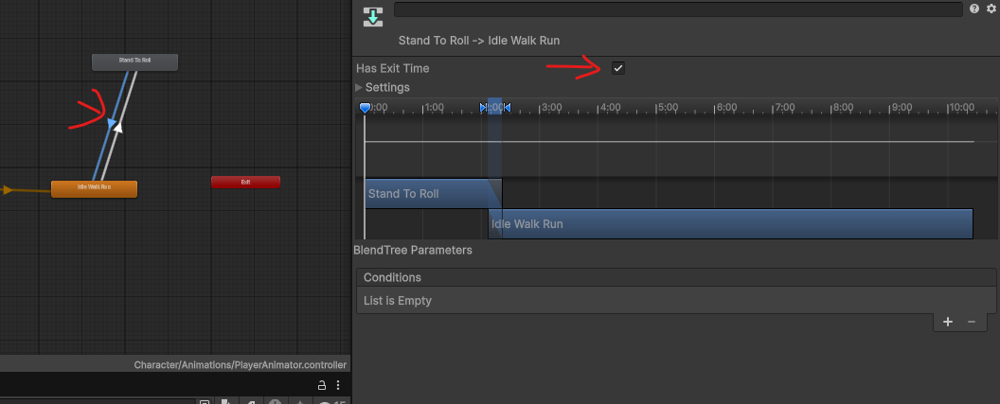 Stand To Roll -> Idle Walk Run
Has Exit Time
Settings
0:00 1:00 2:00 3:00 4:00 5:00 6:00 7:00 8:00 9:00 10:00
Stand To Roll
Idle Walk Run
BlendTree Parameters
Conditions
List is Empty
Stand To Roll
Idle Walk Run
Exit
Character/Animations/PlayerAnimator.controller